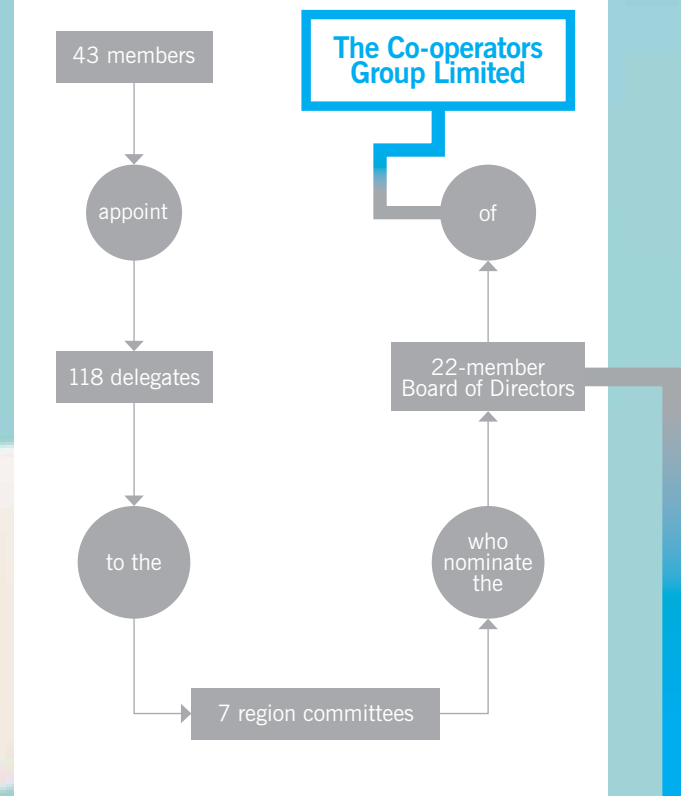 43 members
appoint
118 delegates
to the
7 region committees
who
nominate
the
22-member
Board of Directors
of
The Co-operators
Group Limited